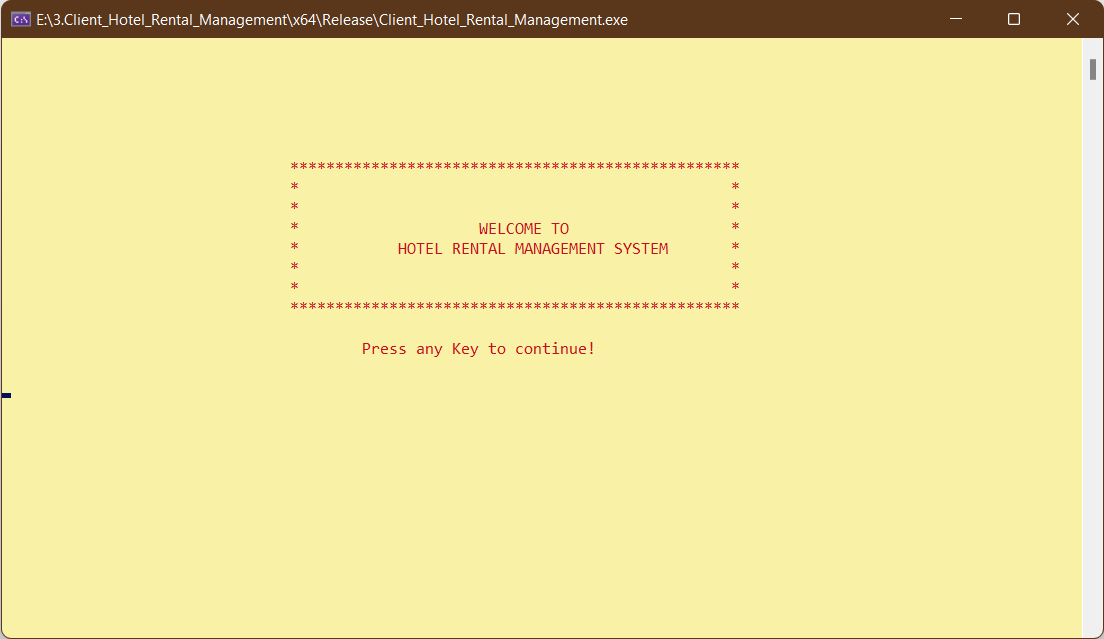 E:\3.Client_Hotel_Rental_Management\x64\Release\Client_Hotel_Rental_Management.exe
**************************************************
* *
* *
* WELCOME TO *
* HOTEL RENTAL MANAGEMENT SYSTEM *
* *
* *
**************************************************
Press any Key to continue!